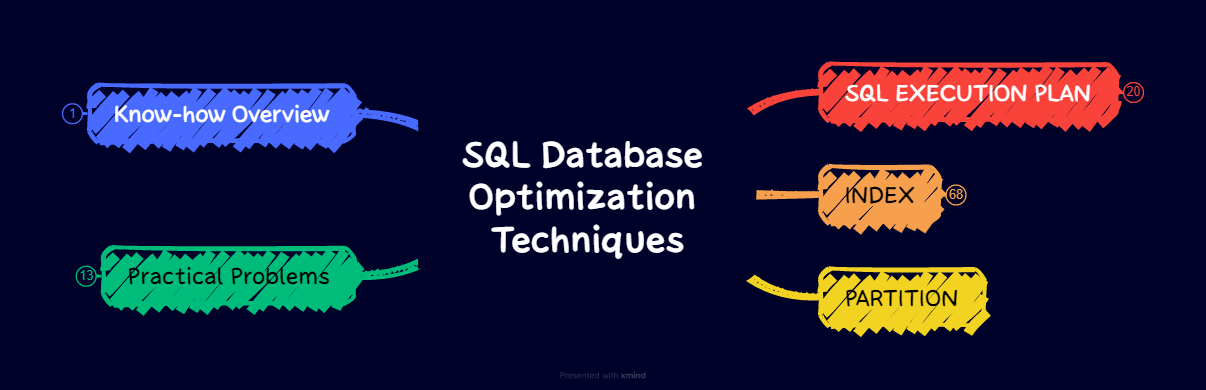 Know-how Overview
1
Practical Problems
13
SQL Database
Optimization
Techniques
SQL EXECUTION PLAN
20
INDEX
68
PARTITION
Presented with xmind